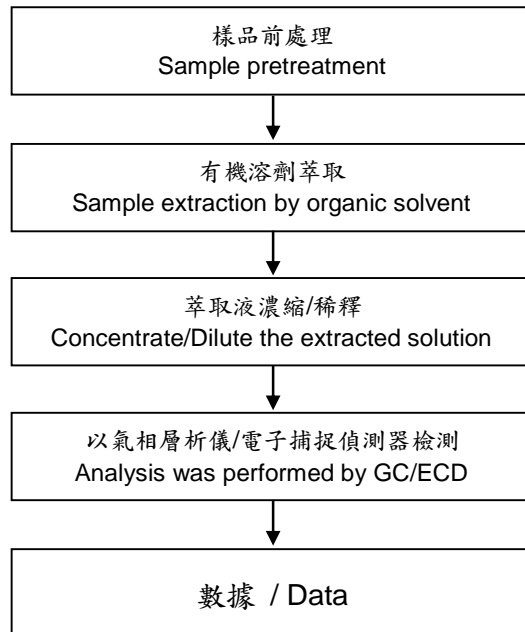 樣品前處理
Sample pretreatment
有機溶劑萃取
Sample extraction by organic solvent
萃取液濃縮/稀釋
Concentrate/Dilute the extracted solution
以氣相層析儀/電子捕捉偵測器檢測
Analysis was performed by GC/ECD
數據 / Data